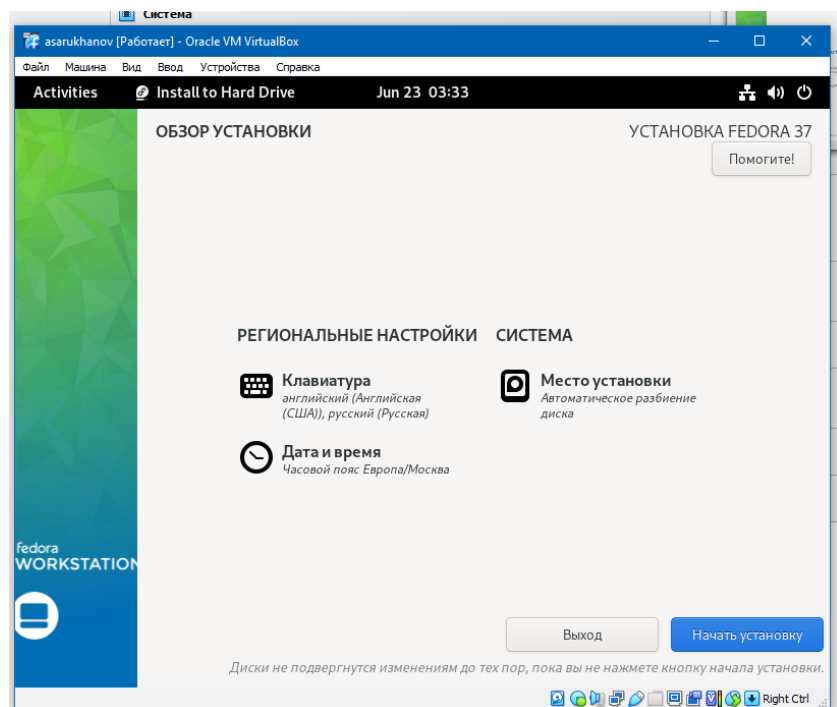 Система
asarukhanov [Работает] - Oracle VM VirtualBox
Файл Машина Вид Ввод Устройства Справка
Activities Install to Hard Drive Jun 23 03:33
ОБЗОР УСТАНОВКИ УСТАНОВКА FEDORA 37
Помогите!
РЕГИОНАЛЬНЫЕ НАСТРОЙКИ СИСТЕМА
Клавиатура
английский (Английская
(США)), русский (Русская)
Место установки
Автоматическое разбиение
диска
Дата и время
Часовой пояс Европа/Москва
fedora
WORKSTATION
Выход Начать установку
Диски не подвергнутся изменениям до тех пор, пока вы не нажмете кнопку начала установки.
Right Ctrl